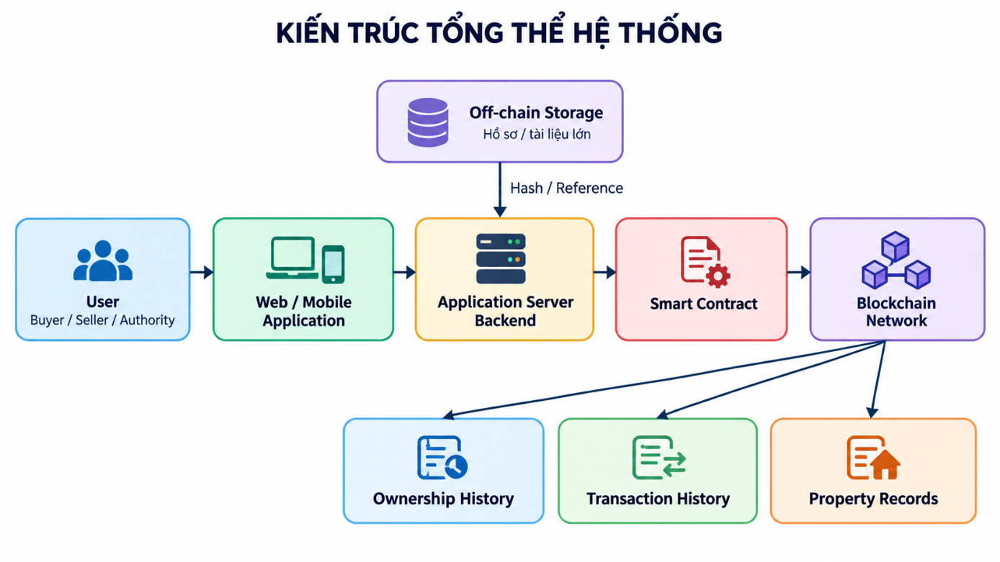 KIẾN TRÚC TỔNG THỂ HỆ THỐNG
Off-chain Storage
Hồ sơ / tài liệu lớn
Hash / Reference
User
Buyer / Seller / Authority
Web / Mobile
Application
Application Server
Backend
Smart Contract
Blockchain
Network
Ownership History
Transaction History
Property Records